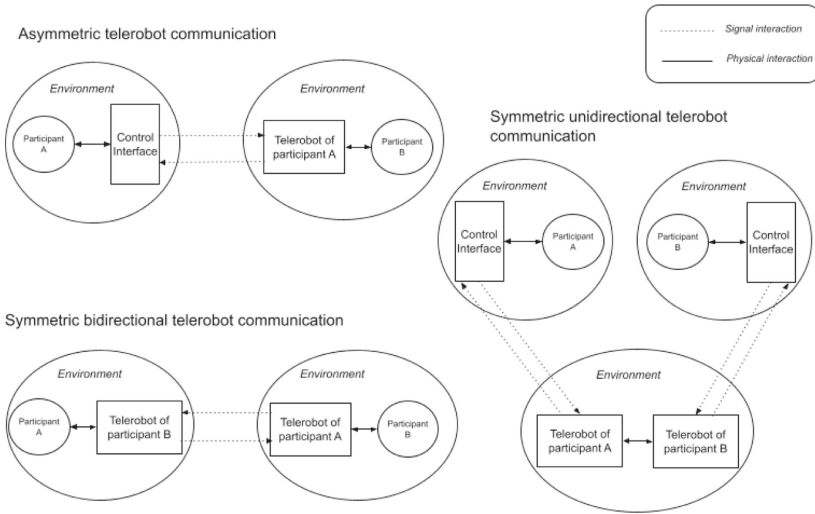 Asymmetric telerobot communication
Signal interaction
Physical interaction
Environment
Participant
A
Control
Interface
Environment
Telerobot of
participant A
Participant
B
Symmetric unidirectional telerobot
communication
Environment
Control
Interface
Participant
A
Environment
Participant
B
Control
Interface
Environment
Telerobot of
participant A
Telerobot of
participant B
Symmetric bidirectional telerobot communication
Environment
Participant
A
Telerobot of
participant B
Environment
Telerobot of
participant A
Participant
B